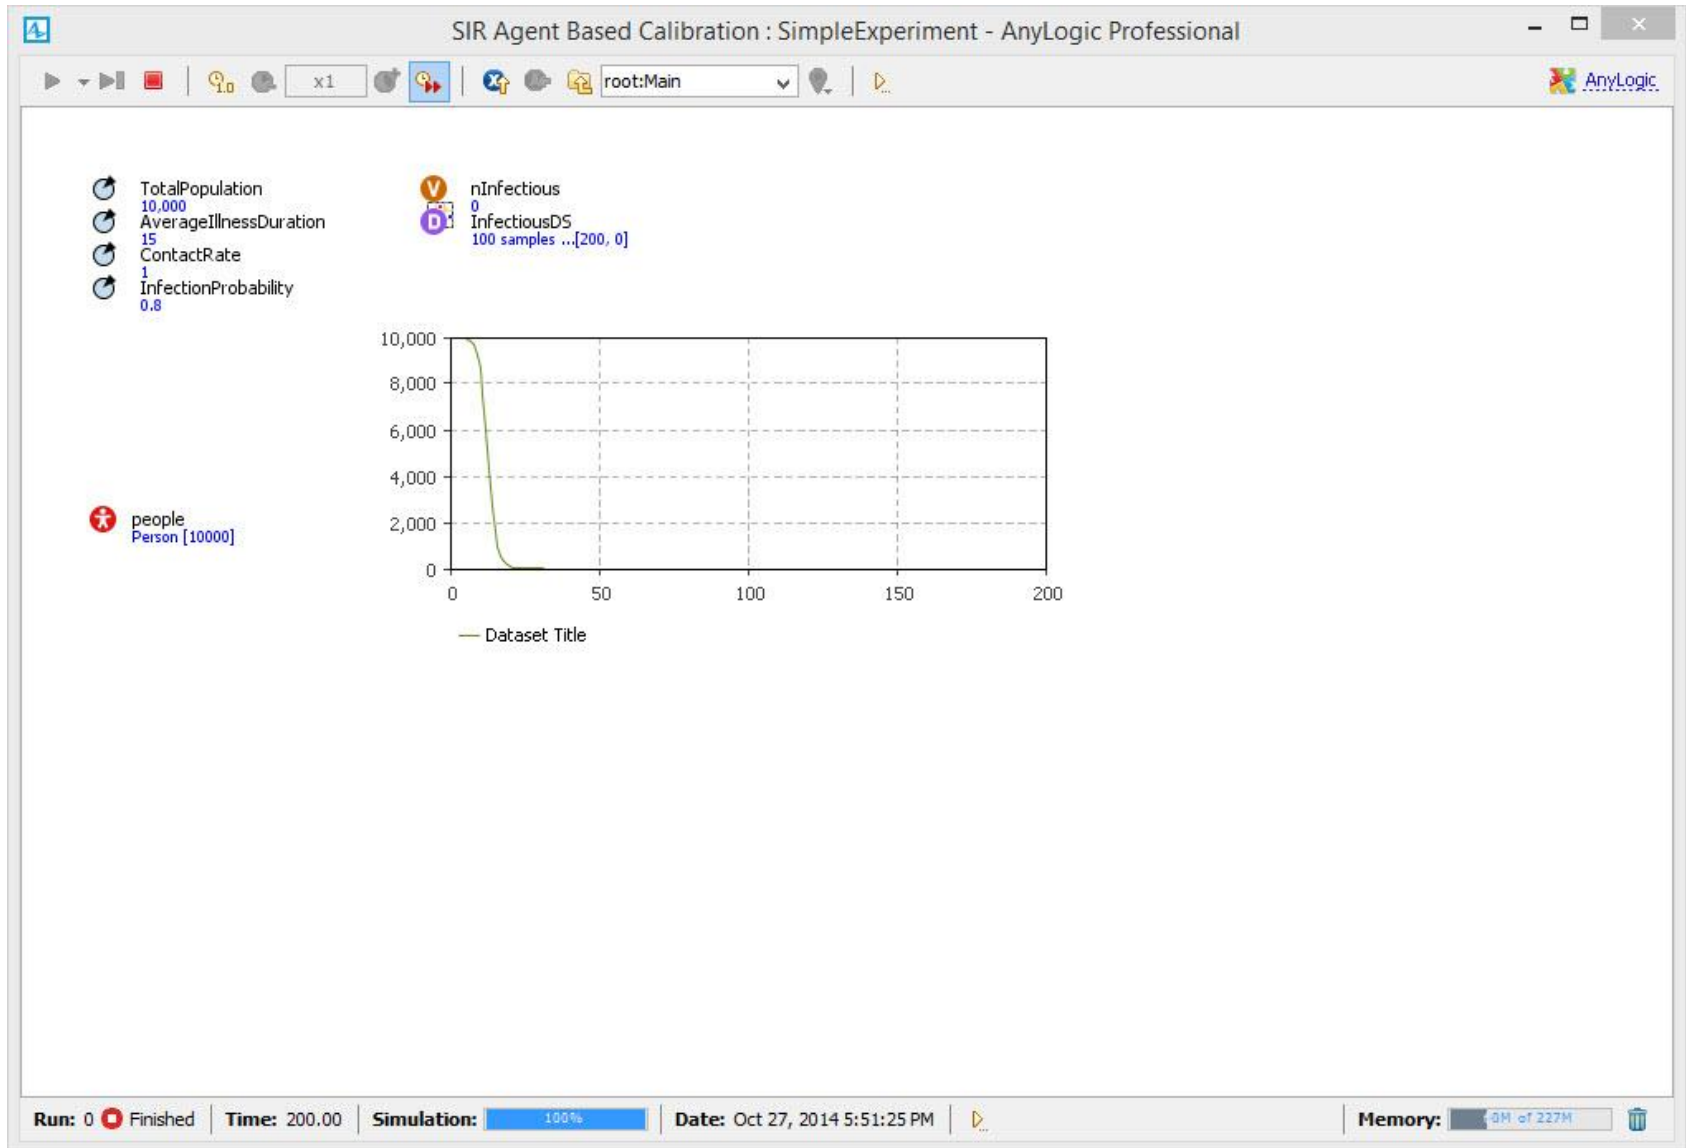 SIR Agent Based Calibration : SimpleExperiment - AnyLogic Professional
x1
root:Main
AnyLogic
TotalPopulation
10,000
AverageIllnessDuration
15
ContactRate
1
InfectionProbability
0.8
nInfectious
0
InfectiousDS
100 samples ...[200, 0]
people
Person [10000]
10,000
8,000
6,000
4,000
2,000
0
0 50 100 150 200
Dataset Title
Run: 0 Finished Time: 200.00 Simulation: 100% Date: Oct 27, 2014 5:51:25 PM Memory: of 227M